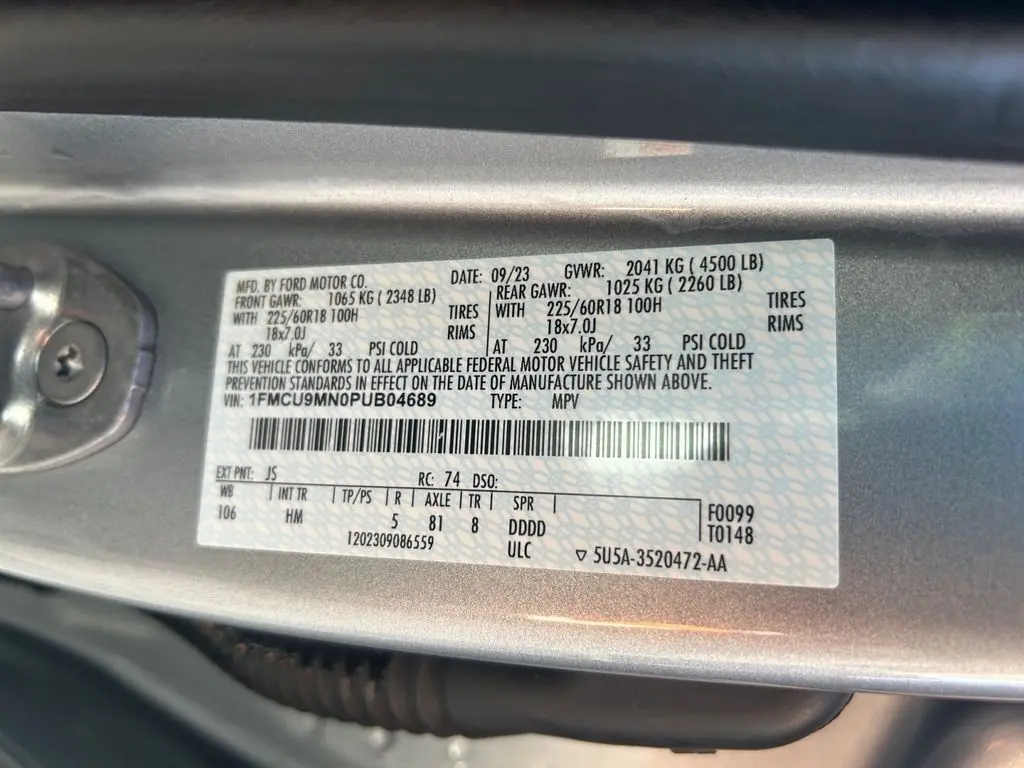 MFD. BY FORD MOTOR CO. DATE: 09/23 GVWR: 2041 KG ( 4500 LB)
FRONT GAWR: 1065 KG ( 2348 LB) REAR GAWR: 1025 KG ( 2260 LB)
WITH 225/60R18 100H TIRES WITH 225/60R18 100H TIRES
18x7.0J RIMS 18x7.0J RIMS
AT 230 kPa/ 33 PSI COLD AT 230 kPa/ 33 PSI COLD
THIS VEHICLE CONFORMS TO ALL APPLICABLE FEDERAL MOTOR VEHICLE SAFETY AND THEFT
PREVENTION STANDARDS IN EFFECT ON THE DATE OF MANUFACTURE SHOWN ABOVE.
VIN: 1FMCU9MN0PUB04689 TYPE: MPV
EXT PNT: JS RC: 74 DSO:
WB INT TR TP/PS R AXLE TR SPR
106 HM 5 81 8 DDDD F0099
1202309086559 ULC T0148
▽ 5U5A-3520472-AA